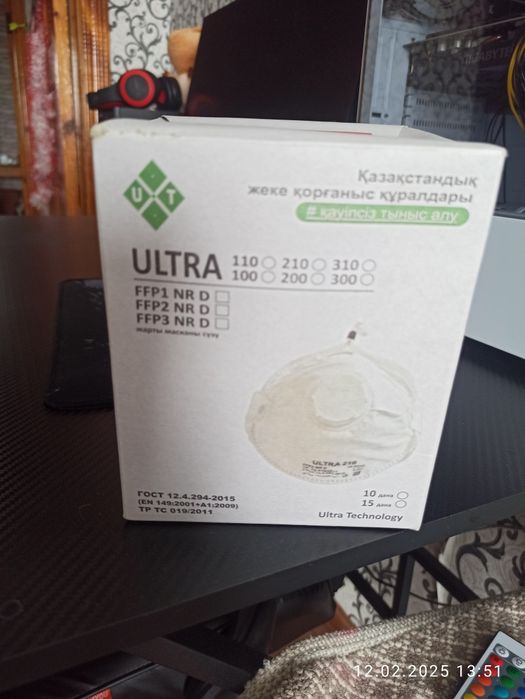 GIGABYTE
Қазақстандық
жеке қорғаныс құралдары
# қауіпсіз тыныс алу
U T
ULTRA
110 210 310
100 200 300
FFP1 NR D
FFP2 NR D
FFP3 NR D
жарты масканы сүзу
ULTRA 210
ГОСТ 12.4.294-2015
(EN 149:2001+A1:2009)
ТР ТС 019/2011
10 дана
15 дана
Ultra Technology
12.02.2025 13:51